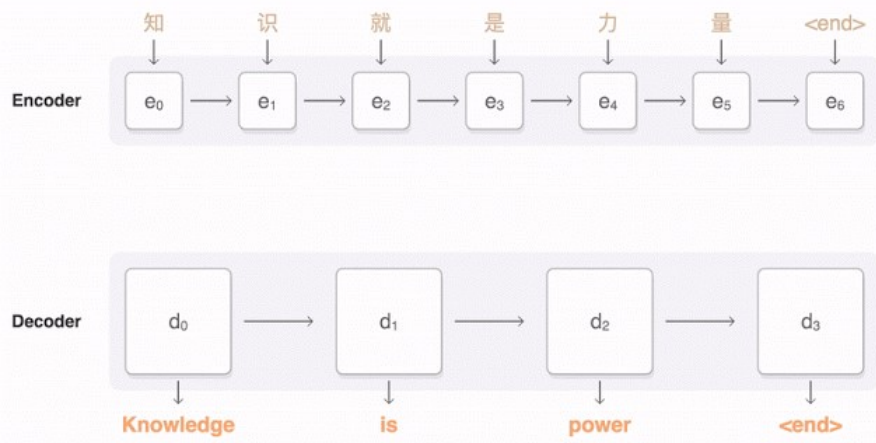 知 识 就 是 力 量 <end>
Encoder e₀ e₁ e₂ e₃ e₄ e₅ e₆
Decoder d₀ d₁ d₂ d₃
Knowledge is power <end>